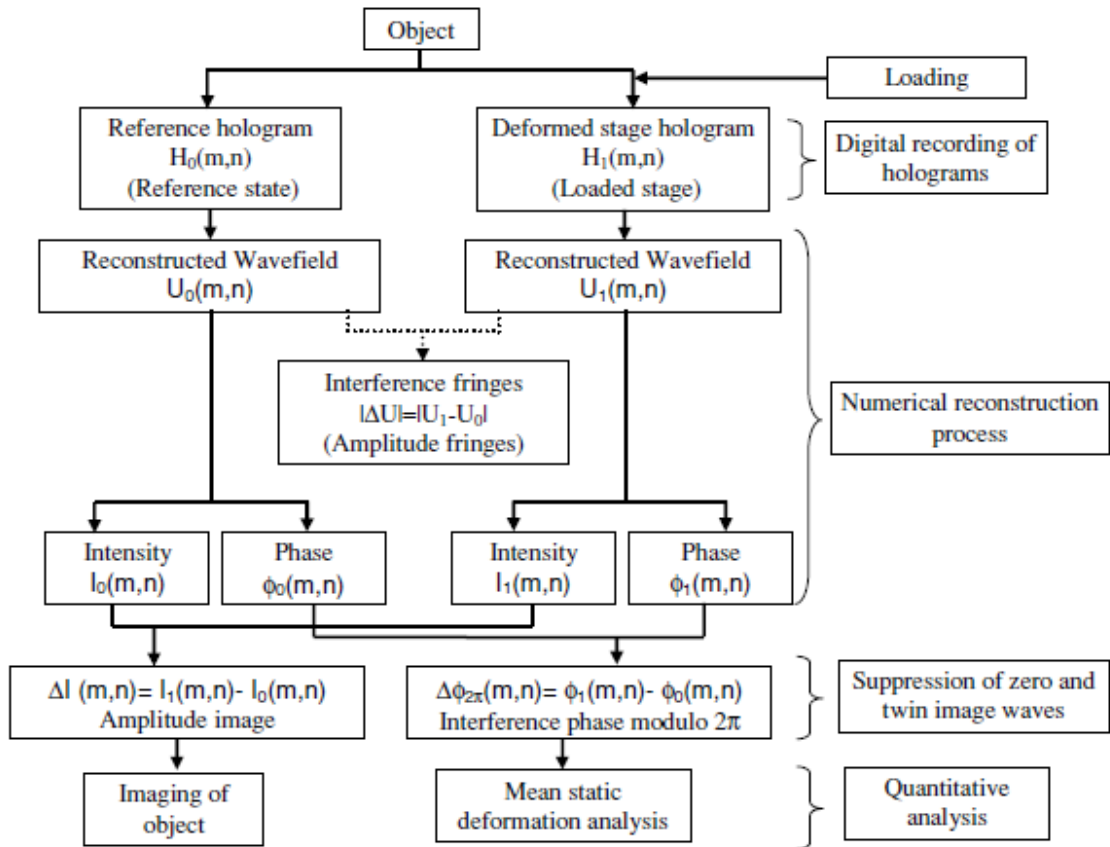 Object
Loading
Reference hologram
H₀(m,n)
(Reference state)
Deformed stage hologram
H₁(m,n)
(Loaded stage)
Digital recording of
holograms
Reconstructed Wavefield
U₀(m,n)
Reconstructed Wavefield
U₁(m,n)
Interference fringes
|ΔU|=|U₁-U₀|
(Amplitude fringes)
Numerical reconstruction
process
Intensity
I₀(m,n)
Phase
ϕ₀(m,n)
Intensity
I₁(m,n)
Phase
ϕ₁(m,n)
ΔI (m,n)= I₁(m,n)- I₀(m,n)
Amplitude image
Δϕ₂π(m,n)= ϕ₁(m,n)- ϕ₀(m,n)
Interference phase modulo 2π
Suppression of zero and
twin image waves
Imaging of
object
Mean static
deformation analysis
Quantitative
analysis